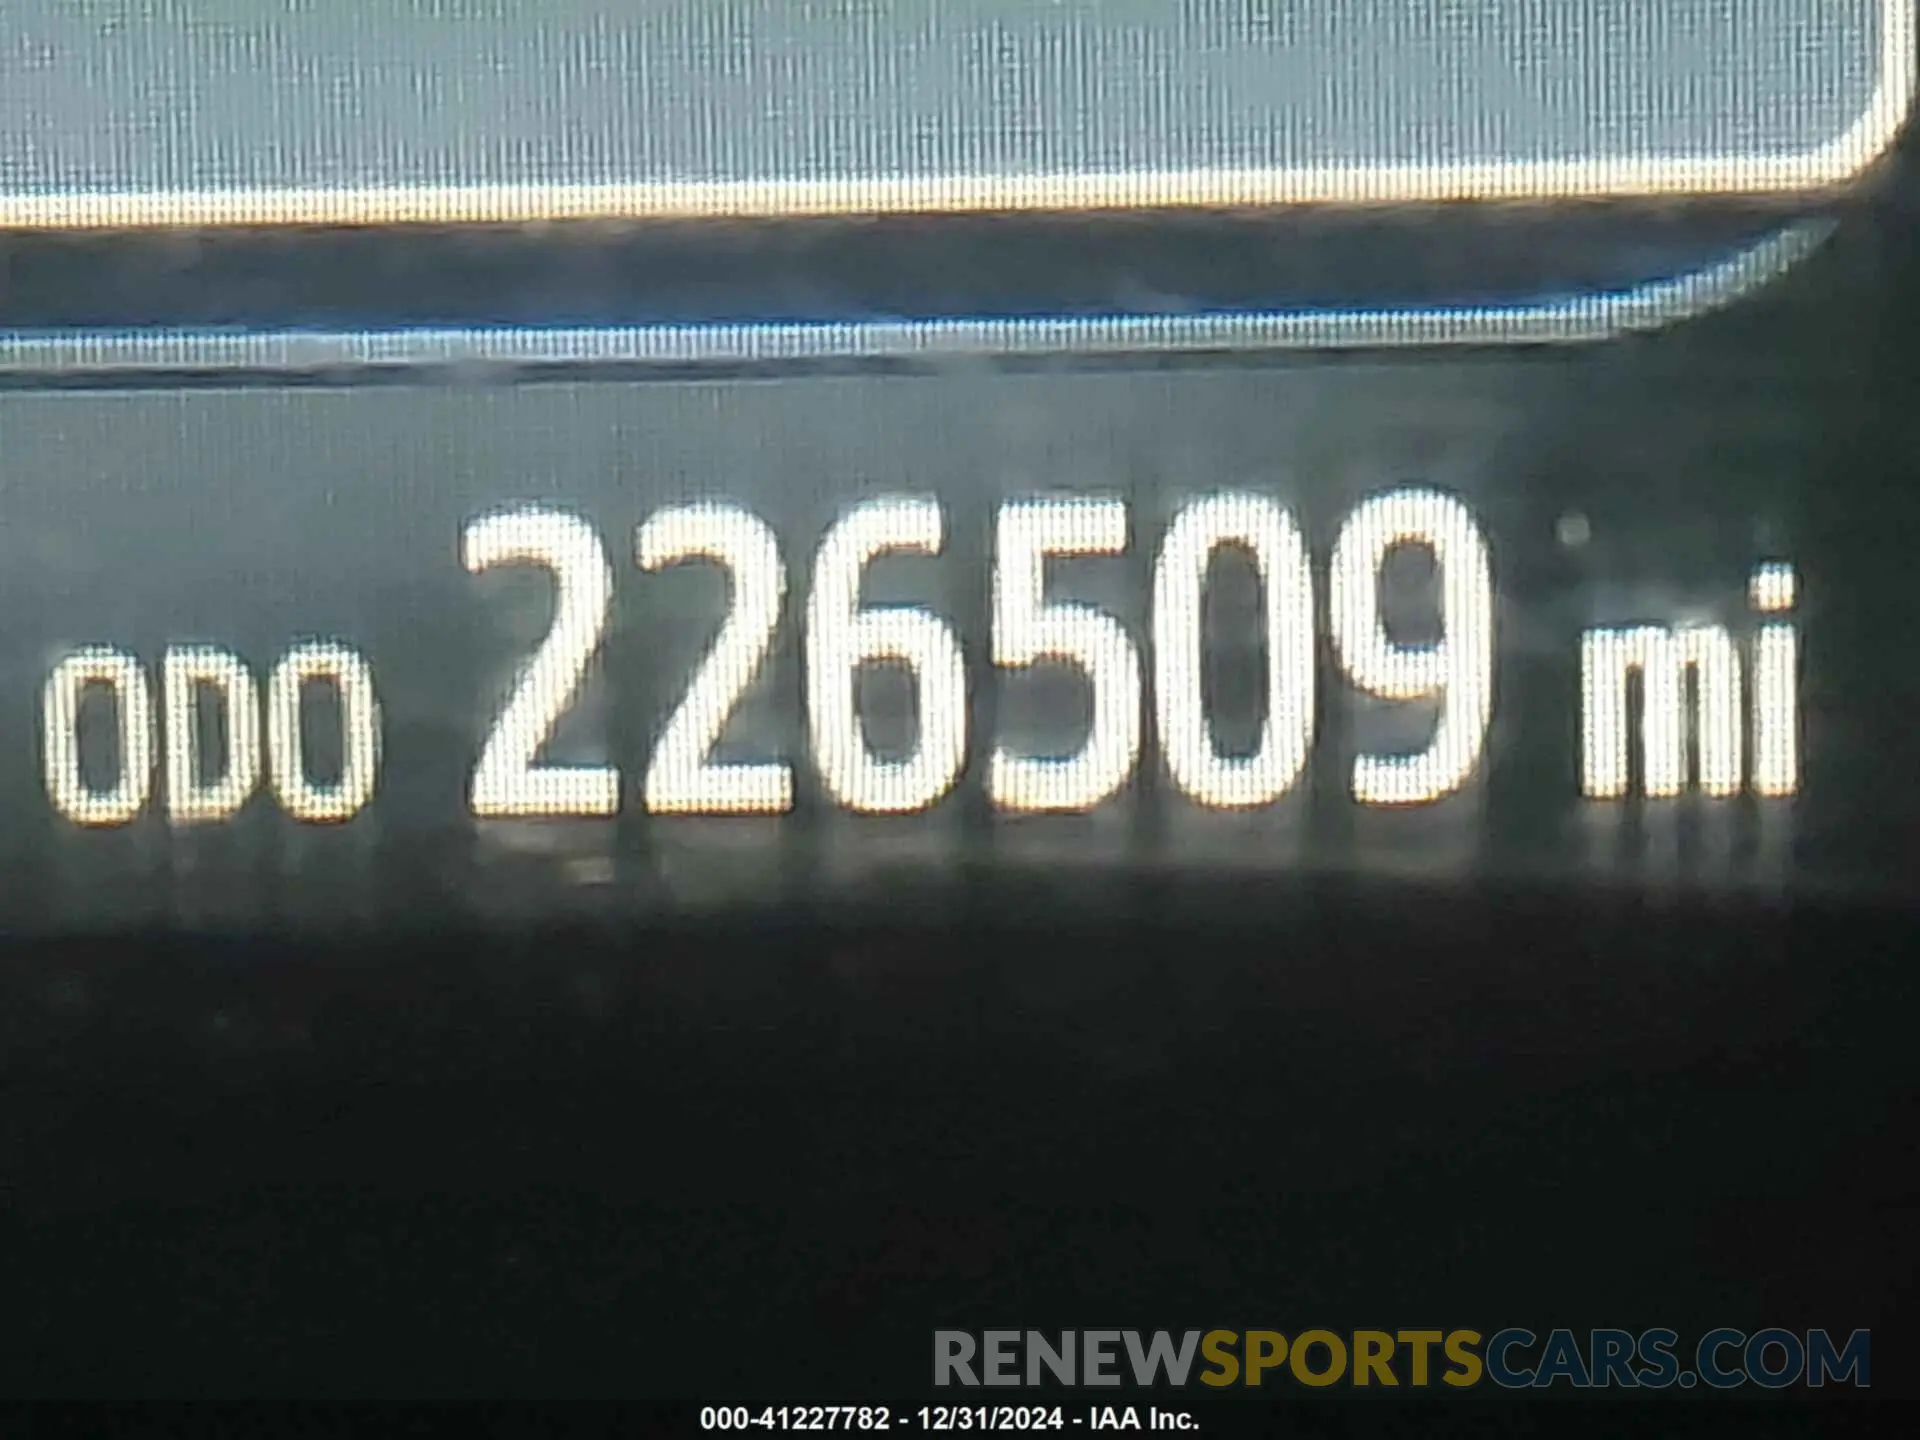 ODO 226509 mi
RENEWSPORTSCARS.COM
000-41227782 - 12/31/2024 - IAA Inc.